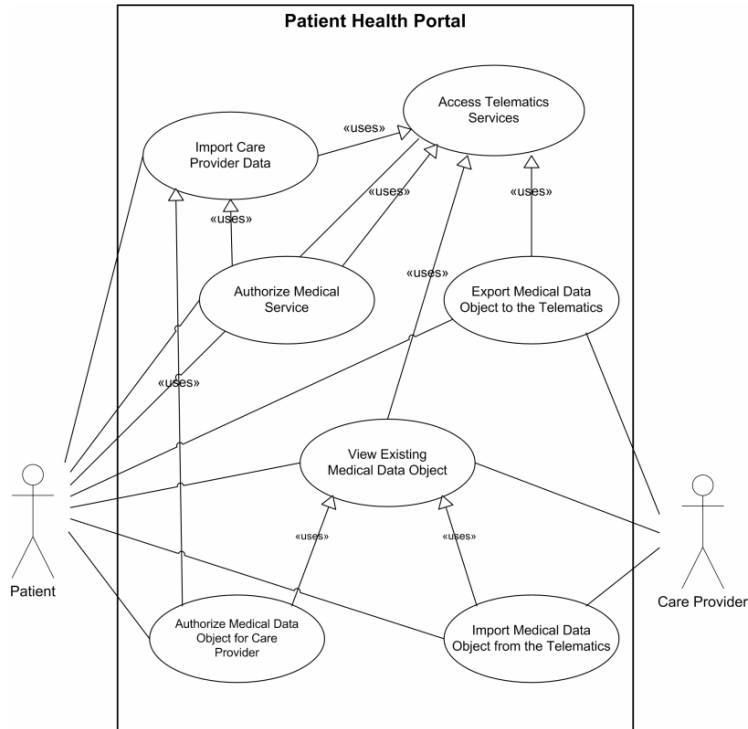 Patient Health Portal
Access Telematics
Services
«uses»
Import Care
Provider Data
«uses»
«uses»
«uses»
«uses»
Authorize Medical
Service
Export Medical Data
Object to the Telematics
«uses»
View Existing
Medical Data Object
«uses»
«uses»
Patient
Care Provider
Authorize Medical Data
Object for Care
Provider
Import Medical Data
Object from the Telematics